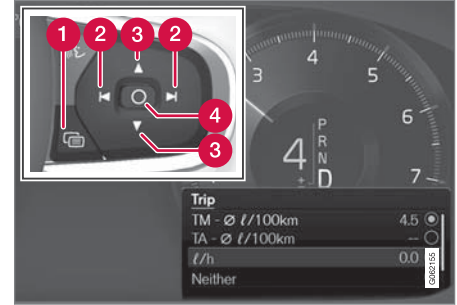 1
2
3
2
4
3
3
4
5
6
7
4
P
R
N
± D
Trip
TM - Ø ℓ/100km 4.5
TA - Ø ℓ/100km --
ℓ/h 0.0
Neither
G062155